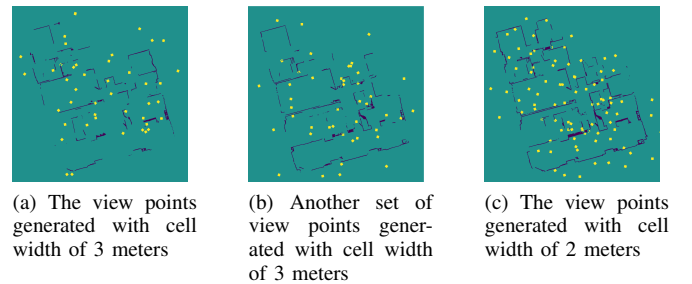 (a) The view points
generated with cell
width of 3 meters
(b) Another set of
view points gener-
ated with cell width
of 3 meters
(c) The view points
generated with cell
width of 2 meters